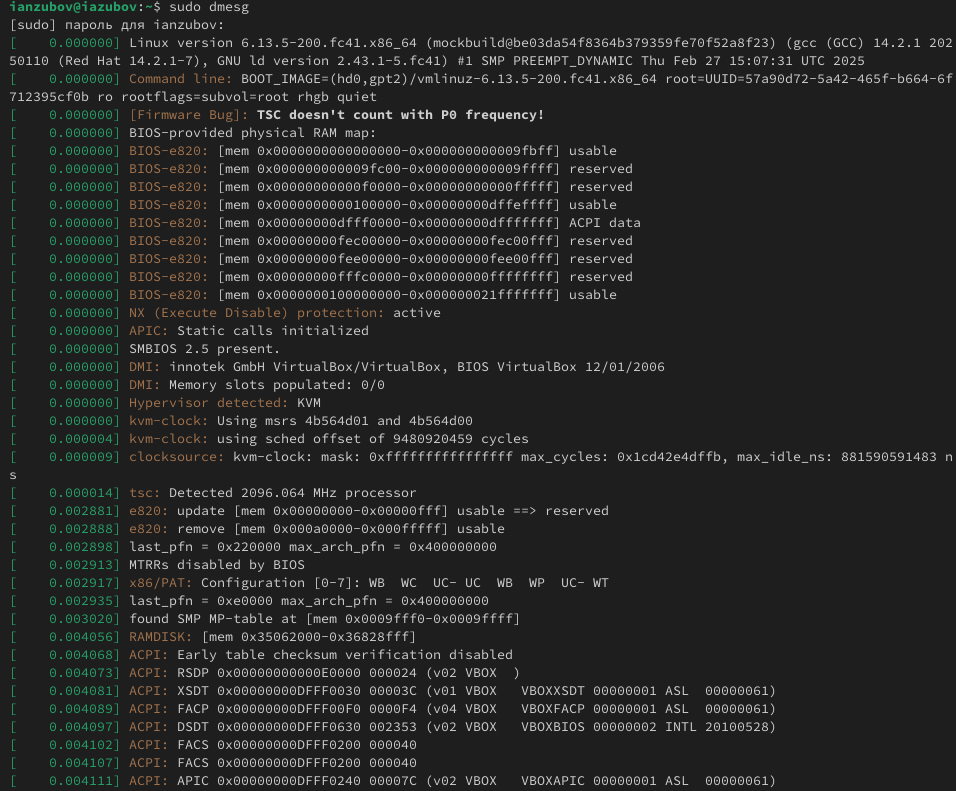 ianzubov@iazubov:~$ sudo dmesg
[sudo] пароль для ianzubov:
[    0.000000] Linux version 6.13.5-200.fc41.x86_64 (mockbuild@be03da54f8364b379359fe70f52a8f23) (gcc (GCC) 14.2.1 202
50110 (Red Hat 14.2.1-7), GNU ld version 2.43.1-5.fc41) #1 SMP PREEMPT_DYNAMIC Thu Feb 27 15:07:31 UTC 2025
[    0.000000] Command line: BOOT_IMAGE=(hd0,gpt2)/vmlinuz-6.13.5-200.fc41.x86_64 root=UUID=57a90d72-5a42-465f-b664-6f
712395cf0b ro rootflags=subvol=root rhgb quiet
[    0.000000] [Firmware Bug]: TSC doesn't count with P0 frequency!
[    0.000000] BIOS-provided physical RAM map:
[    0.000000] BIOS-e820: [mem 0x0000000000000000-0x000000000009fbff] usable
[    0.000000] BIOS-e820: [mem 0x000000000009fc00-0x000000000009ffff] reserved
[    0.000000] BIOS-e820: [mem 0x00000000000f0000-0x00000000000fffff] reserved
[    0.000000] BIOS-e820: [mem 0x0000000000100000-0x00000000dffeffff] usable
[    0.000000] BIOS-e820: [mem 0x00000000dfff0000-0x00000000dfffffff] ACPI data
[    0.000000] BIOS-e820: [mem 0x00000000fec00000-0x00000000fec00fff] reserved
[    0.000000] BIOS-e820: [mem 0x00000000fee00000-0x00000000fee00fff] reserved
[    0.000000] BIOS-e820: [mem 0x00000000fffc0000-0x00000000ffffffff] reserved
[    0.000000] BIOS-e820: [mem 0x0000000100000000-0x000000021fffffff] usable
[    0.000000] NX (Execute Disable) protection: active
[    0.000000] APIC: Static calls initialized
[    0.000000] SMBIOS 2.5 present.
[    0.000000] DMI: innotek GmbH VirtualBox/VirtualBox, BIOS VirtualBox 12/01/2006
[    0.000000] DMI: Memory slots populated: 0/0
[    0.000000] Hypervisor detected: KVM
[    0.000000] kvm-clock: Using msrs 4b564d01 and 4b564d00
[    0.000004] kvm-clock: using sched offset of 9480920459 cycles
[    0.000009] clocksource: kvm-clock: mask: 0xffffffffffffffff max_cycles: 0x1cd42e4dffb, max_idle_ns: 881590591483 n
s
[    0.000014] tsc: Detected 2096.064 MHz processor
[    0.002881] e820: update [mem 0x00000000-0x00000fff] usable ==> reserved
[    0.002888] e820: remove [mem 0x000a0000-0x000fffff] usable
[    0.002898] last_pfn = 0x220000 max_arch_pfn = 0x400000000
[    0.002913] MTRRs disabled by BIOS
[    0.002917] x86/PAT: Configuration [0-7]: WB  WC  UC- UC  WB  WP  UC- WT
[    0.002935] last_pfn = 0xe0000 max_arch_pfn = 0x400000000
[    0.003020] found SMP MP-table at [mem 0x0009fff0-0x0009ffff]
[    0.004056] RAMDISK: [mem 0x35062000-0x36828fff]
[    0.004068] ACPI: Early table checksum verification disabled
[    0.004073] ACPI: RSDP 0x00000000000E0000 000024 (v02 VBOX  )
[    0.004081] ACPI: XSDT 0x00000000DFFF0030 00003C (v01 VBOX   VBOXXSDT 00000001 ASL  00000061)
[    0.004089] ACPI: FACP 0x00000000DFFF00F0 0000F4 (v04 VBOX   VBOXFACP 00000001 ASL  00000061)
[    0.004097] ACPI: DSDT 0x00000000DFFF0630 002353 (v02 VBOX   VBOXBIOS 00000002 INTL 20100528)
[    0.004102] ACPI: FACS 0x00000000DFFF0200 000040
[    0.004107] ACPI: FACS 0x00000000DFFF0200 000040
[    0.004111] ACPI: APIC 0x00000000DFFF0240 00007C (v02 VBOX   VBOXAPIC 00000001 ASL  00000061)